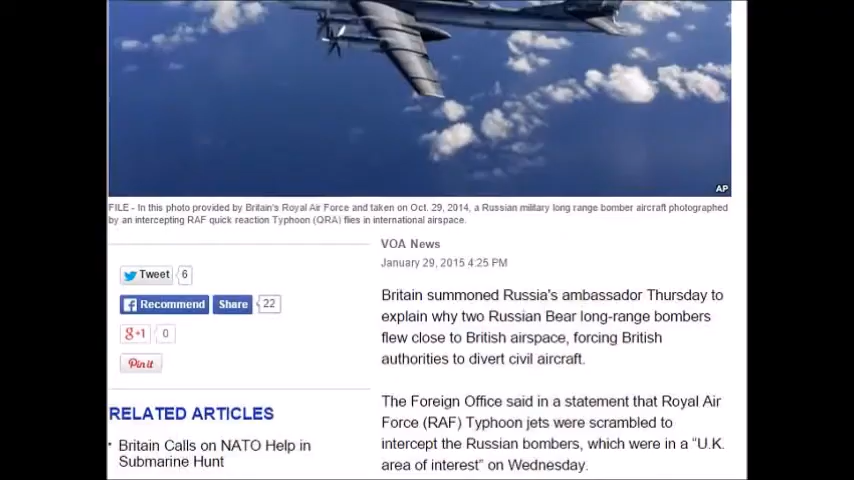 AP
FILE - In this photo provided by Britain's Royal Air Force and taken on Oct. 29, 2014, a Russian military long range bomber aircraft photographed
by an intercepting RAF quick reaction Typhoon (QRA) flies in international airspace.
VOA News
January 29, 2015 4:25 PM
Tweet 6
Recommend Share 22
g+1 0
Pin it
Britain summoned Russia's ambassador Thursday to
explain why two Russian Bear long-range bombers
flew close to British airspace, forcing British
authorities to divert civil aircraft.
The Foreign Office said in a statement that Royal Air
Force (RAF) Typhoon jets were scrambled to
intercept the Russian bombers, which were in a “U.K.
area of interest” on Wednesday.
RELATED ARTICLES
Britain Calls on NATO Help in
Submarine Hunt